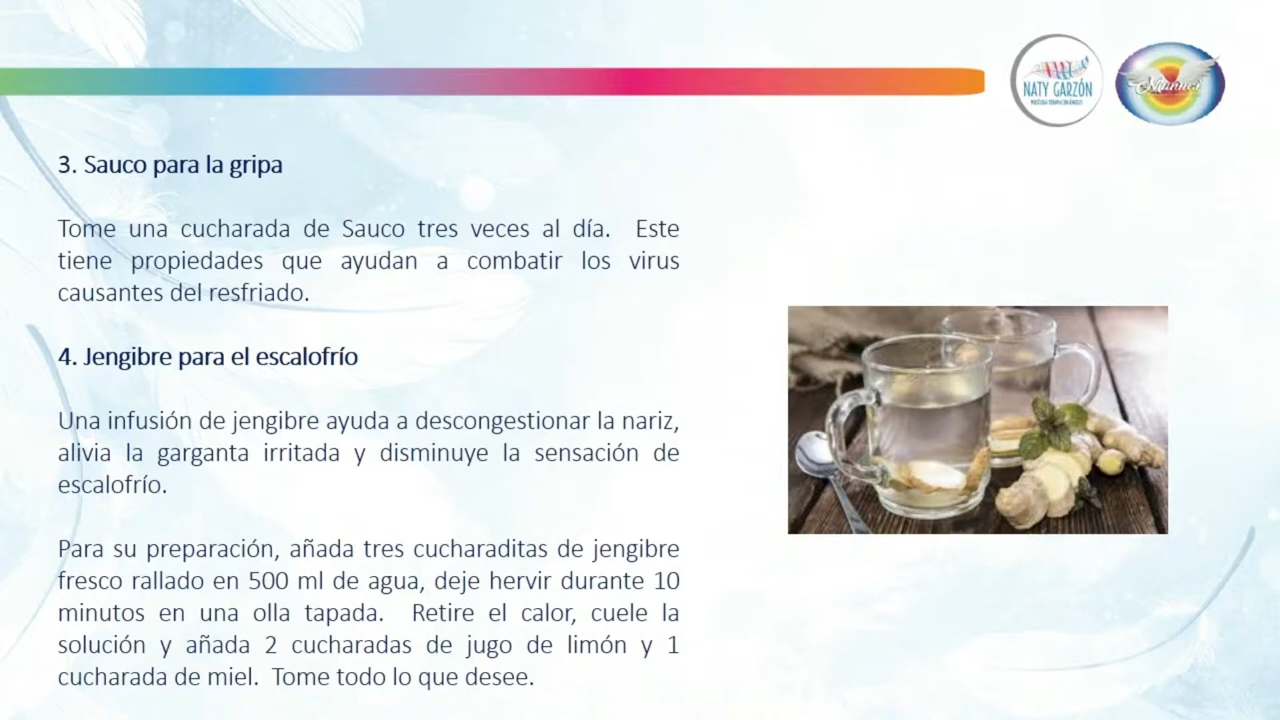 NATY GARZÓN
3. Sauco para la gripa
Tome una cucharada de Sauco tres veces al día. Este
tiene propiedades que ayudan a combatir los virus
causantes del resfriado.
4. Jengibre para el escalofrío
Una infusión de jengibre ayuda a descongestionar la nariz,
alivia la garganta irritada y disminuye la sensación de
escalofrío.
Para su preparación, añada tres cucharaditas de jengibre
fresco rallado en 500 ml de agua, deje hervir durante 10
minutos en una olla tapada. Retire el calor, cuele la
solución y añada 2 cucharadas de jugo de limón y 1
cucharada de miel. Tome todo lo que desee.